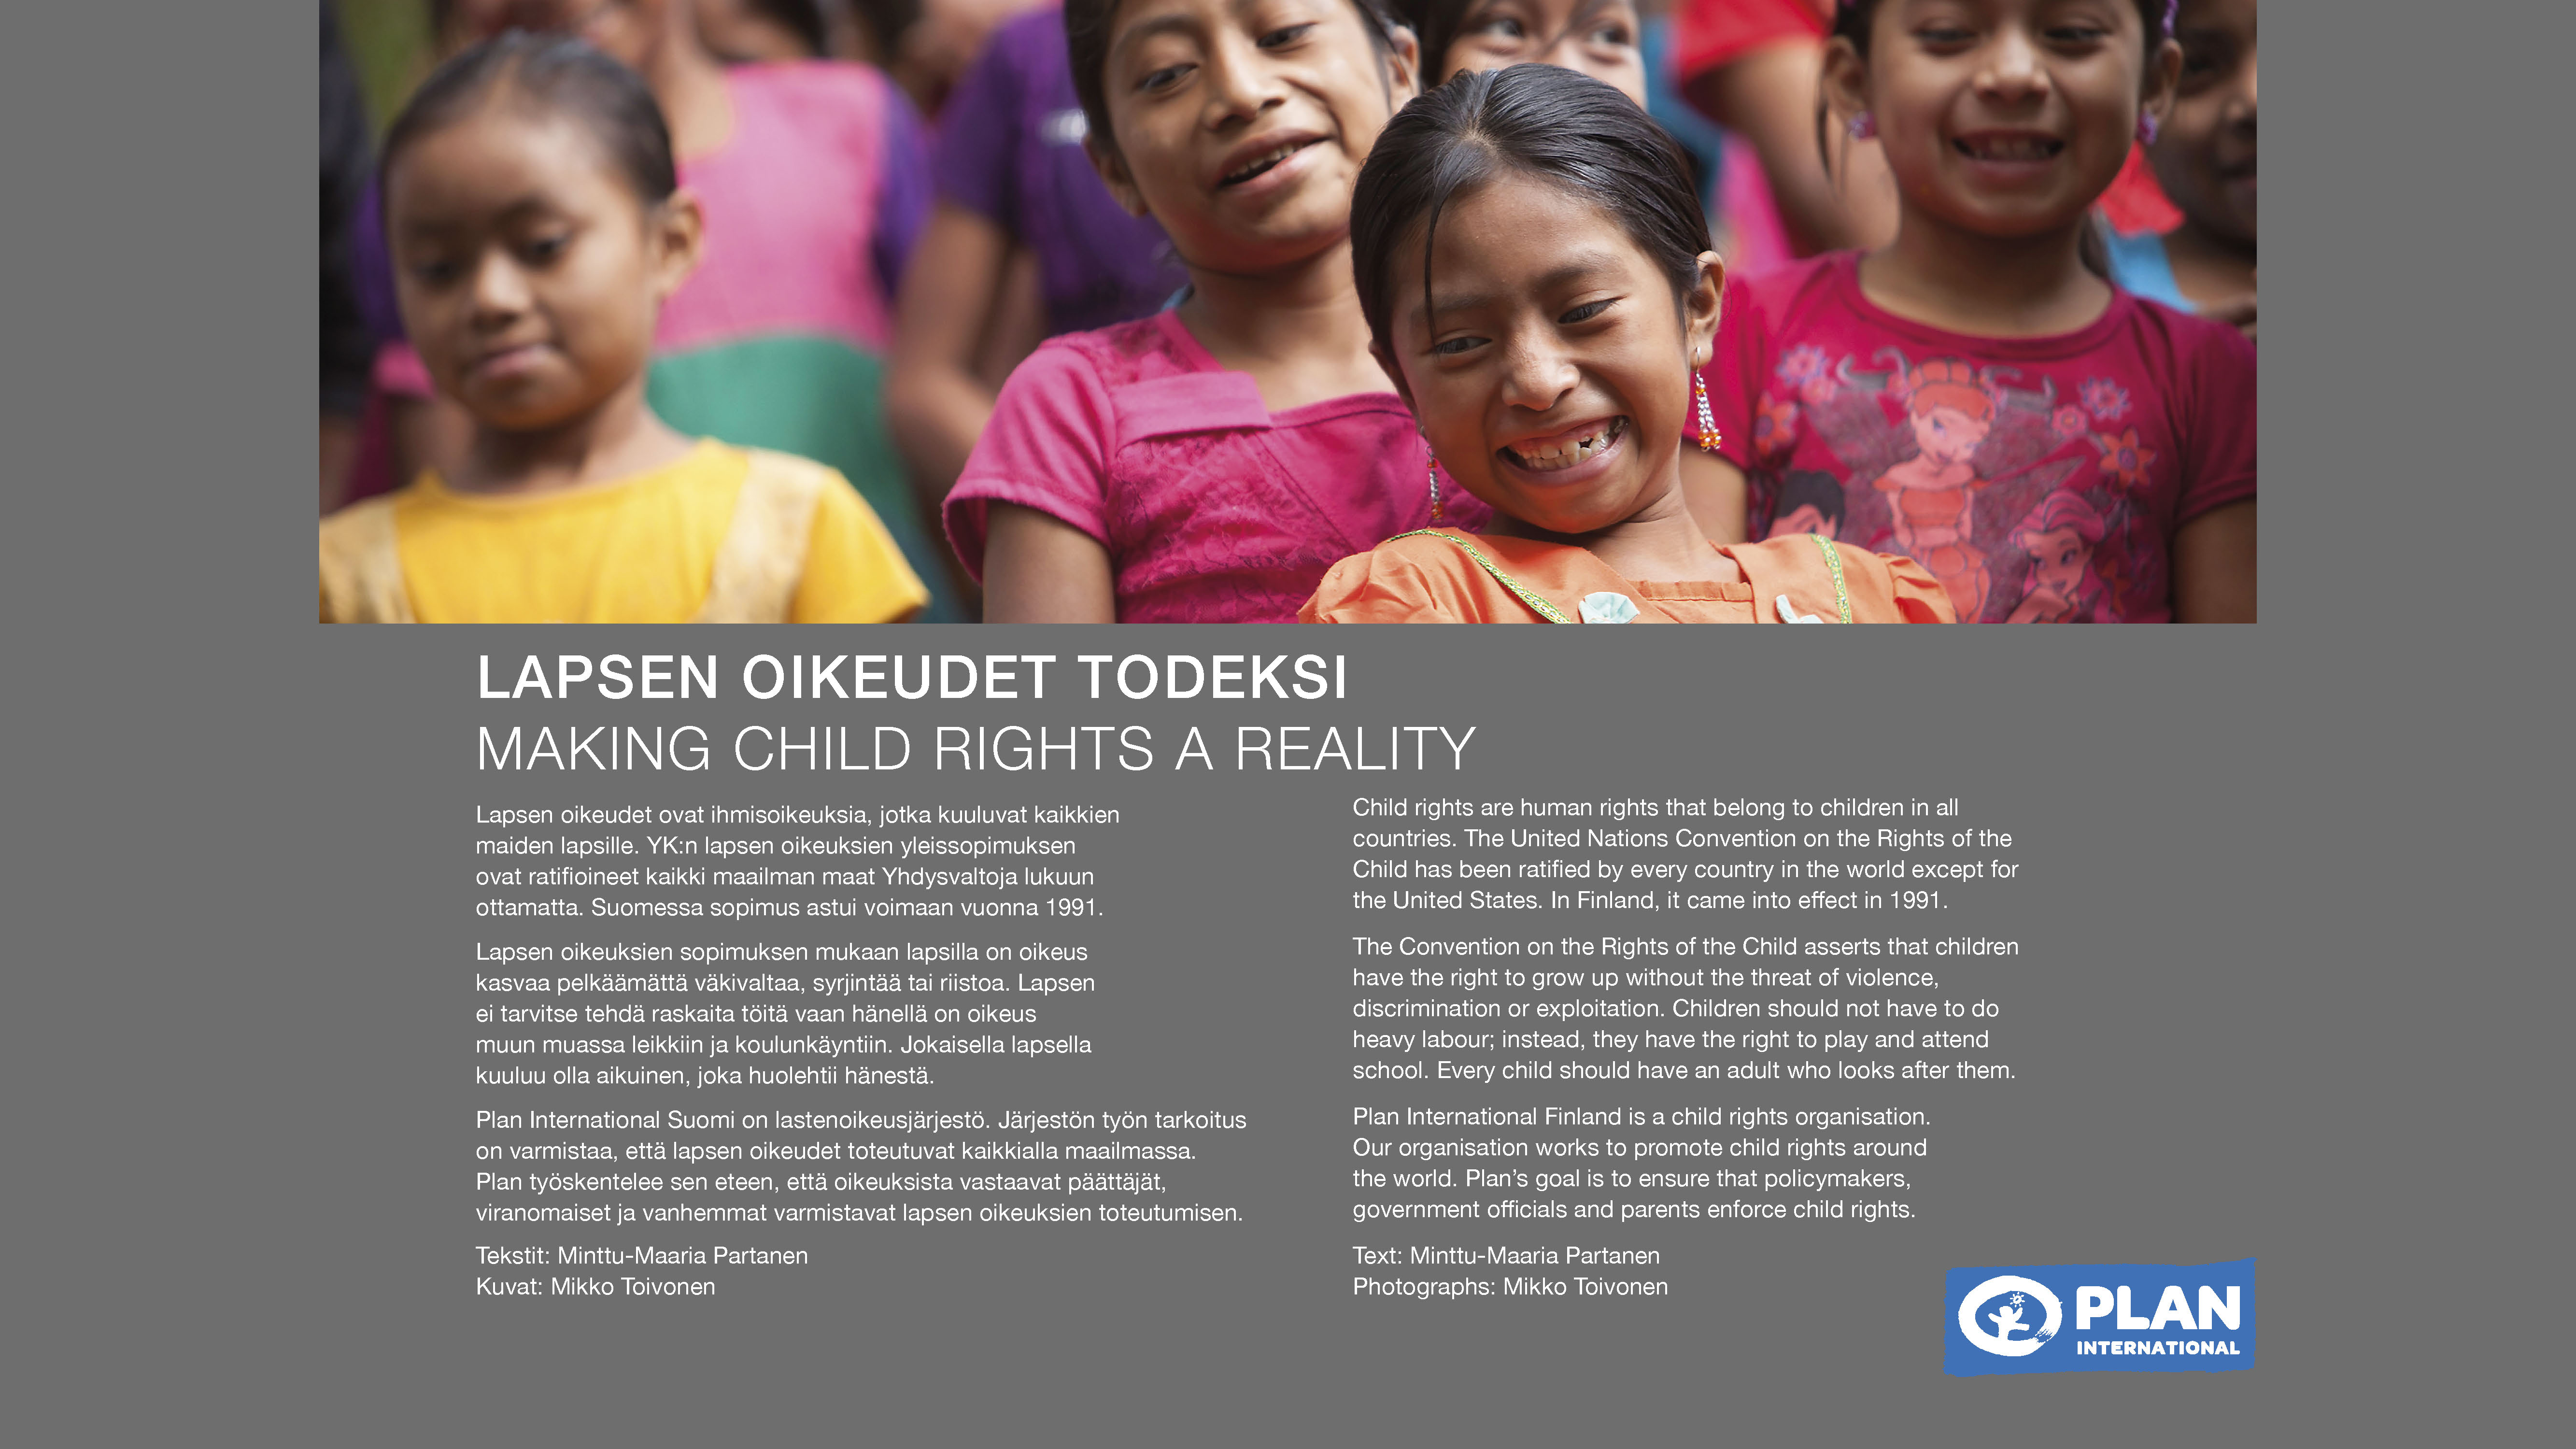 LAPSEN OIKEUDET TODEKSI
MAKING CHILD RIGHTS A REALITY
Lapsen oikeudet ovat ihmisoikeuksia, jotka kuuluvat kaikkien
maiden lapsille. YK:n lapsen oikeuksien yleissopimuksen
ovat ratifioineet kaikki maailman maat Yhdysvaltoja lukuun
ottamatta. Suomessa sopimus astui voimaan vuonna 1991.
Lapsen oikeuksien sopimuksen mukaan lapsilla on oikeus
kasvaa pelkäämättä väkivaltaa, syrjintää tai riistoa. Lapsen
ei tarvitse tehdä raskaita töitä vaan hänellä on oikeus
muun muassa leikkiin ja koulunkäyntiin. Jokaisella lapsella
kuuluu olla aikuinen, joka huolehtii hänestä.
Plan International Suomi on lastenoikeusjärjestö. Järjestön työn tarkoitus
on varmistaa, että lapsen oikeudet toteutuvat kaikkialla maailmassa.
Plan työskentelee sen eteen, että oikeuksista vastaavat päättäjät,
viranomaiset ja vanhemmat varmistavat lapsen oikeuksien toteutumisen.
Tekstit: Minttu-Maaria Partanen
Kuvat: Mikko Toivonen
Child rights are human rights that belong to children in all
countries. The United Nations Convention on the Rights of the
Child has been ratified by every country in the world except for
the United States. In Finland, it came into effect in 1991.
The Convention on the Rights of the Child asserts that children
have the right to grow up without the threat of violence,
discrimination or exploitation. Children should not have to do
heavy labour; instead, they have the right to play and attend
school. Every child should have an adult who looks after them.
Plan International Finland is a child rights organisation.
Our organisation works to promote child rights around
the world. Plan’s goal is to ensure that policymakers,
government officials and parents enforce child rights.
Text: Minttu-Maaria Partanen
Photographs: Mikko Toivonen
PLAN
INTERNATIONAL